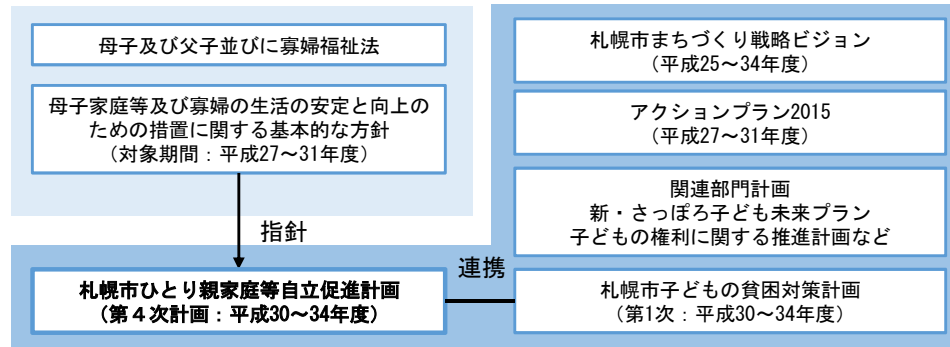 母子及び父子並びに寡婦福祉法
母子家庭等及び寡婦の生活の安定と向上の
ための措置に関する基本的な方針
（対象期間：平成27～31年度）
指針
札幌市ひとり親家庭等自立促進計画
（第４次計画：平成30～34年度）
連携
札幌市まちづくり戦略ビジョン
（平成25～34年度）
アクションプラン2015
（平成27～31年度）
関連部門計画
新・さっぽろ子ども未来プラン
子どもの権利に関する推進計画など
札幌市子どもの貧困対策計画
（第1次：平成30～34年度）